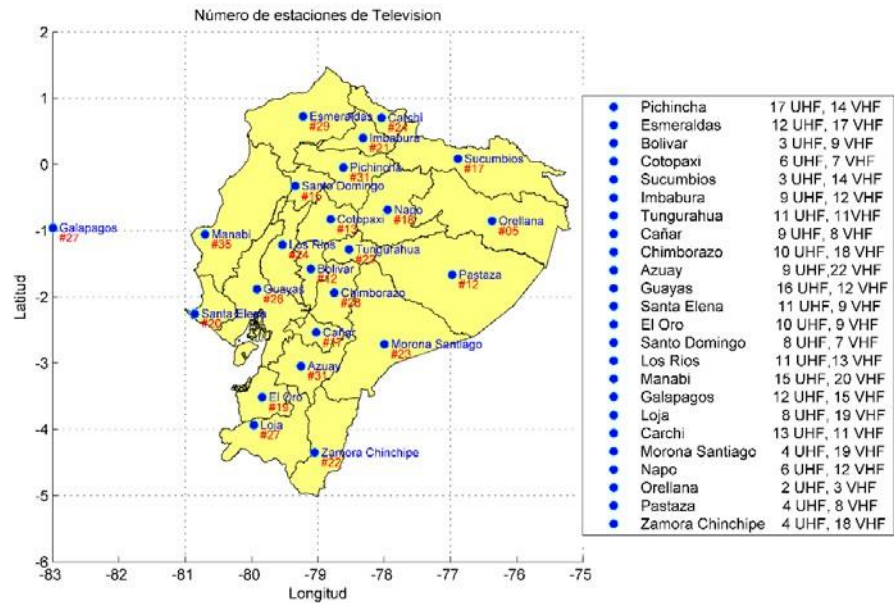 Número de estaciones de Television
Latitud
2
1
0
-1
-2
-3
-4
-5
-6
-83
-82
-81
-80
-79
-78
-77
-76
-75
Longitud
Esmeraldas
#29
Carchi
#24
Imbabura
#21
Sucumbios
#17
Pichincha
#31
Santo Domingo
#15
Napo
#18
Cotopaxi
#13
Orellana
#05
Galapagos
#27
Manabi
#35
Los Rios
#24
Tungurahua
#22
Bolivar
#12
Pastaza
#12
Guayas
#28
Chimborazo
#28
Santa Elena
#20
Cañar
#17
Morona Santiago
#23
Azuay
#31
El Oro
#19
Loja
#27
Zamora Chinchipe
#22
Pichincha 17 UHF, 14 VHF
Esmeraldas 12 UHF, 17 VHF
Bolivar 3 UHF, 9 VHF
Cotopaxi 6 UHF, 7 VHF
Sucumbios 3 UHF, 14 VHF
Imbabura 9 UHF, 12 VHF
Tungurahua 11 UHF, 11VHF
Cañar 9 UHF, 8 VHF
Chimborazo 10 UHF, 18 VHF
Azuay 9 UHF,22 VHF
Guayas 16 UHF, 12 VHF
Santa Elena 11 UHF, 9 VHF
El Oro 10 UHF, 9 VHF
Santo Domingo 8 UHF, 7 VHF
Los Rios 11 UHF,13 VHF
Manabi 15 UHF, 20 VHF
Galapagos 12 UHF, 15 VHF
Loja 8 UHF, 19 VHF
Carchi 13 UHF, 11 VHF
Morona Santiago 4 UHF, 19 VHF
Napo 6 UHF, 12 VHF
Orellana 2 UHF, 3 VHF
Pastaza 4 UHF, 8 VHF
Zamora Chinchipe 4 UHF, 18 VHF